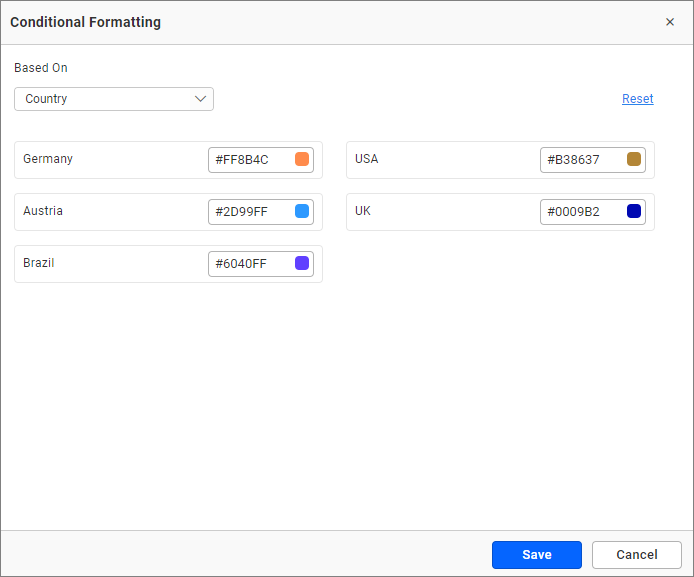 Conditional Formatting ×
Based On
Country
Reset
Germany #FF8B4C
USA #B38637
Austria #2D99FF
UK #0009B2
Brazil #6040FF
Save Cancel